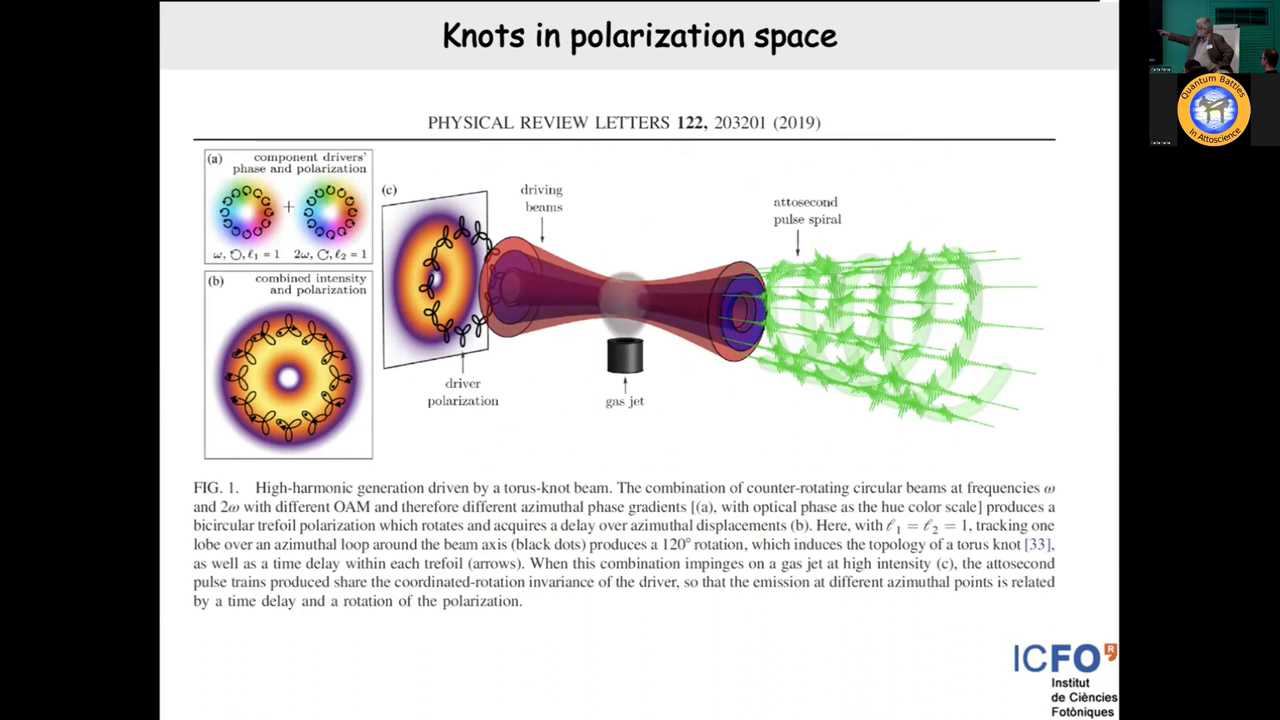 Knots in polarization space
PHYSICAL REVIEW LETTERS 122, 203201 (2019)
(a) component drivers'
phase and polarization
+
ω, ↺, ℓ₁ = 1 2ω, ↻, ℓ₂ = 1
(b) combined intensity
and polarization
(c)
driving
beams
attosecond
pulse spiral
driver
polarization
gas jet
FIG. 1. High-harmonic generation driven by a torus-knot beam. The combination of counter-rotating circular beams at frequencies ω
and 2ω with different OAM and therefore different azimuthal phase gradients [(a), with optical phase as the hue color scale] produces a
bicircular trefoil polarization which rotates and acquires a delay over azimuthal displacements (b). Here, with ℓ₁ = ℓ₂ = 1, tracking one
lobe over an azimuthal loop around the beam axis (black dots) produces a 120° rotation, which induces the topology of a torus knot [33],
as well as a time delay within each trefoil (arrows). When this combination impinges on a gas jet at high intensity (c), the attosecond
pulse trains produced share the coordinated-rotation invariance of the driver, so that the emission at different azimuthal points is related
by a time delay and a rotation of the polarization.
ICFO R
Institut
de Ciències
Fotòniques
Quantum Battles
In Attoscience